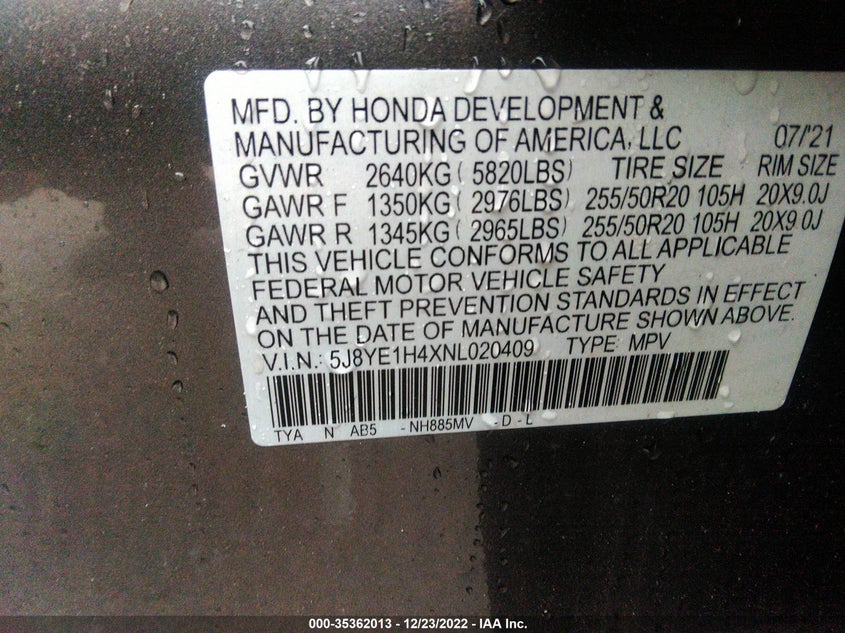 MFD. BY HONDA DEVELOPMENT &
MANUFACTURING OF AMERICA, LLC 07/'21
GVWR 2640KG ( 5820LBS) TIRE SIZE RIM SIZE
GAWR F 1350KG ( 2976LBS) 255/50R20 105H 20X9.0J
GAWR R 1345KG ( 2965LBS) 255/50R20 105H 20X9.0J
THIS VEHICLE CONFORMS TO ALL APPLICABLE
FEDERAL MOTOR VEHICLE SAFETY
AND THEFT PREVENTION STANDARDS IN EFFECT
ON THE DATE OF MANUFACTURE SHOWN ABOVE.
V.I.N.: 5J8YE1H4XNL020409 TYPE: MPV
TYA N AB5 - NH885MV - D - L
000-35362013 - 12/23/2022 - IAA Inc.